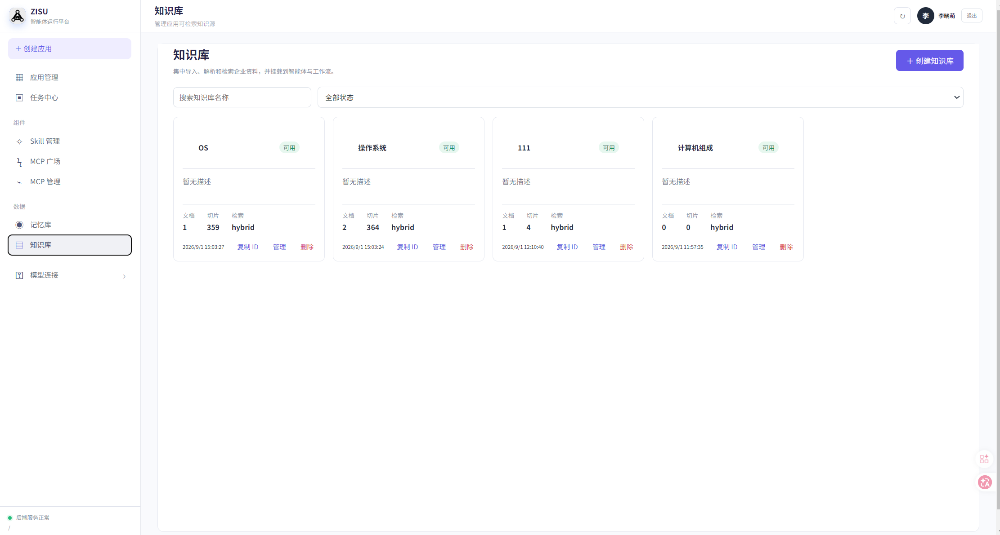 ZISU
智能体运行平台
+ 创建应用
应用管理
任务中心
组件
Skill 管理
MCP 广场
MCP 管理
数据
记忆库
知识库
模型连接
后端服务正常
/
知识库
管理应用可检索知识源
李
李晓萌
退出
知识库
集中导入、解析和检索企业资料，并挂载到智能体与工作流。
+ 创建知识库
搜索知识库名称
全部状态
OS
可用
暂无描述
文档 切片 检索
1 359 hybrid
2026/9/1 15:03:27 复制 ID 管理 删除
操作系统
可用
暂无描述
文档 切片 检索
2 364 hybrid
2026/9/1 15:03:24 复制 ID 管理 删除
111
可用
暂无描述
文档 切片 检索
1 4 hybrid
2026/9/1 12:10:40 复制 ID 管理 删除
计算机组成
可用
暂无描述
文档 切片 检索
0 0 hybrid
2026/9/1 11:57:35 复制 ID 管理 删除